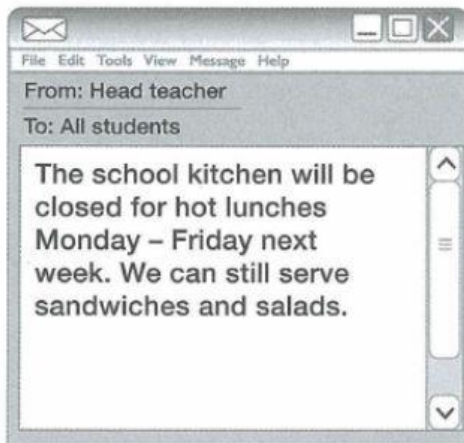 File Edit Tools View Message Help
From: Head teacher
To: All students
The school kitchen will be
closed for hot lunches
Monday – Friday next
week. We can still serve
sandwiches and salads.